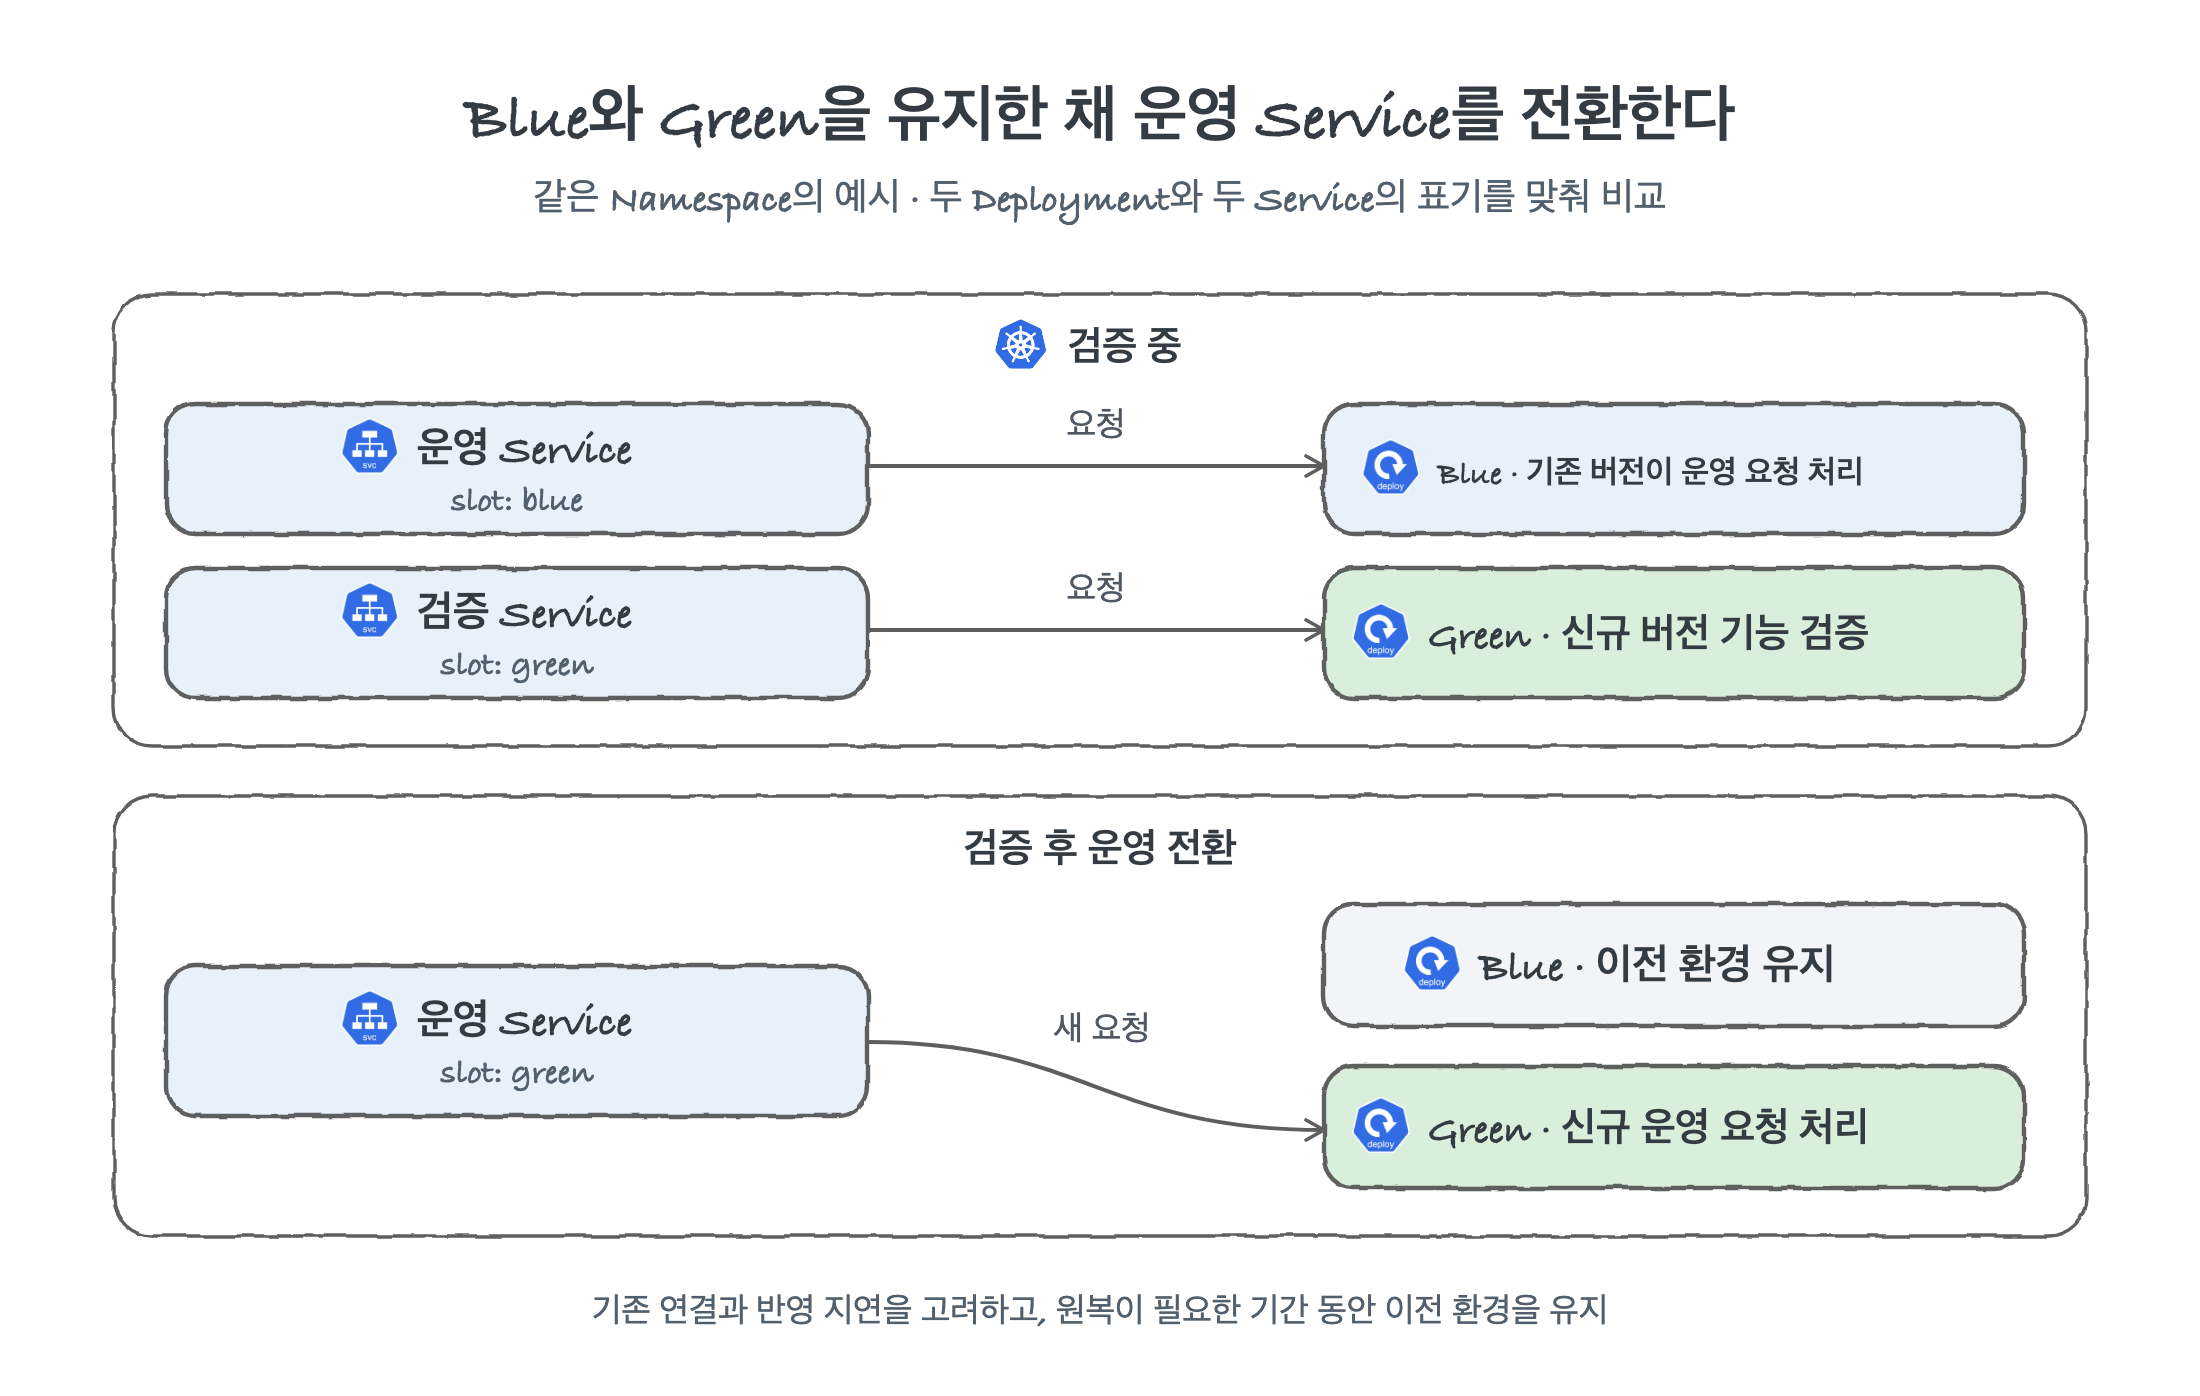 Blue와 Green을 유지한 채 운영 Service를 전환한다
같은 Namespace의 예시 · 두 Deployment와 두 Service의 표기를 맞춰 비교
검증 중
svc
운영 Service
slot: blue
요청
deploy
Blue · 기존 버전이 운영 요청 처리
svc
검증 Service
slot: green
요청
deploy
Green · 신규 버전 기능 검증
검증 후 운영 전환
svc
운영 Service
slot: green
새 요청
deploy
Blue · 이전 환경 유지
deploy
Green · 신규 운영 요청 처리
기존 연결과 반영 지연을 고려하고, 원복이 필요한 기간 동안 이전 환경을 유지